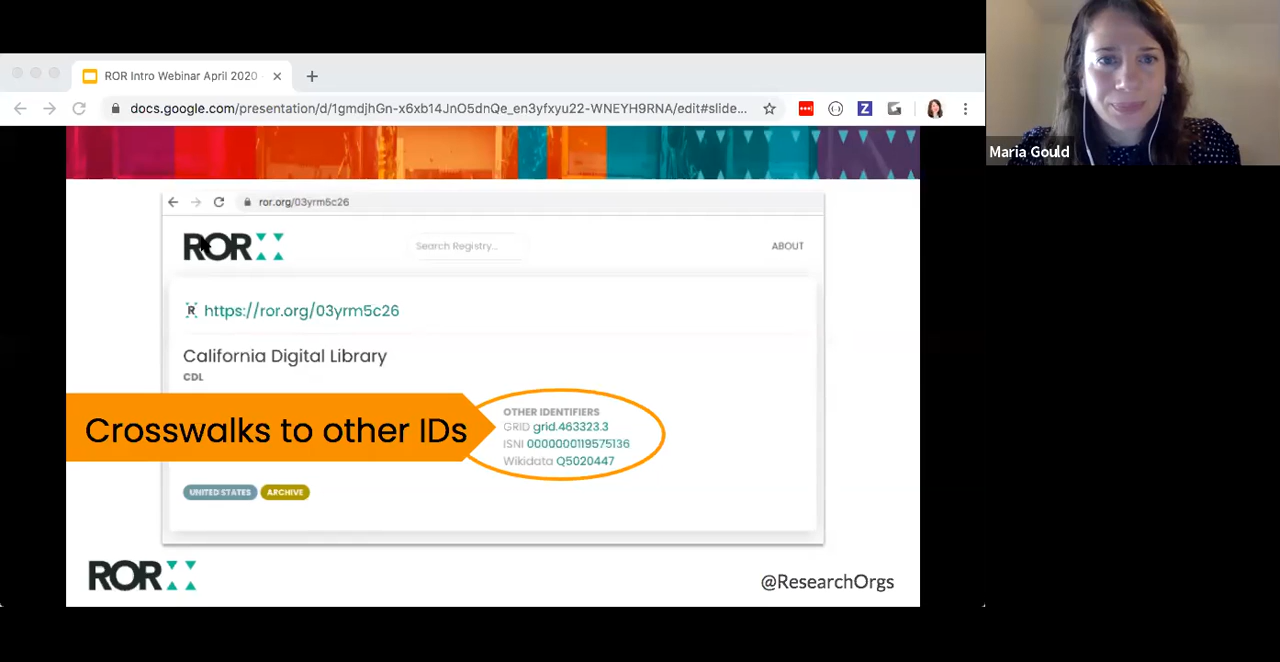 ROR Intro Webinar April 2020
docs.google.com/presentation/d/1gmdjhGn-x6xb14JnO5dnQe_en3yfxyu22-WNEYH9RNA/edit#slide...
Maria Gould
ror.org/03yrm5c26
ROR
Search Registry...
ABOUT
R https://ror.org/03yrm5c26
California Digital Library
CDL
Crosswalks to other IDs
OTHER IDENTIFIERS
GRID grid.463323.3
ISNI 0000000119575136
Wikidata Q5020447
UNITED STATES ARCHIVE
ROR
@ResearchOrgs